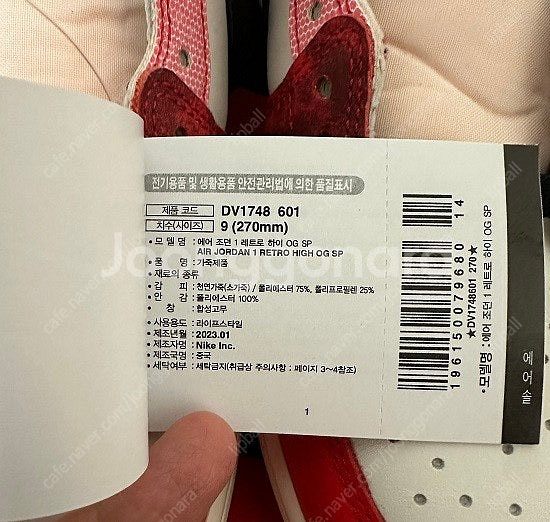 전기용품 및 생활용품 안전관리법에 의한 품질표시
제품 코드 DV1748 601
치수(사이즈) 9 (270mm)
• 모 델 명 : 에어 조던 1 레트로 하이 OG SP
AIR JORDAN 1 RETRO HIGH OG SP
• 품 명 : 가죽제품
• 재료의 종류
• 겉 피 : 천연가죽(소가죽) / 폴리에스터 75%, 폴리프로필렌 25%
• 안 감 : 폴리에스터 100%
창 : 합성고무
• 사용용도 : 라이프스타일
• 제조년월 : 2023.01
• 제조자명 : Nike Inc.
• 제조국명 : 중국
• 세탁여부 : 세탁금지(취급상 주의사항 : 페이지 3~4참조)
1
196150079680 14
★DV1748601 270★
• 모델명 : 에어 조던 1 레트로 하이 OG SP
에어솔
Joonggonara
cafe.naver.com/joonggonara